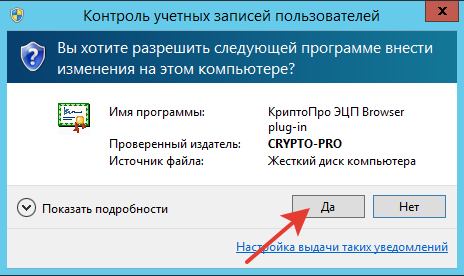 Контроль учетных записей пользователей
x
Вы хотите разрешить следующей программе внести
изменения на этом компьютере?
Имя программы: КриптоПро ЭЦП Browser
plug-in
Проверенный издатель: CRYPTO-PRO
Источник файла: Жесткий диск компьютера
Показать подробности
Да
Нет
Настройка выдачи таких уведомлений